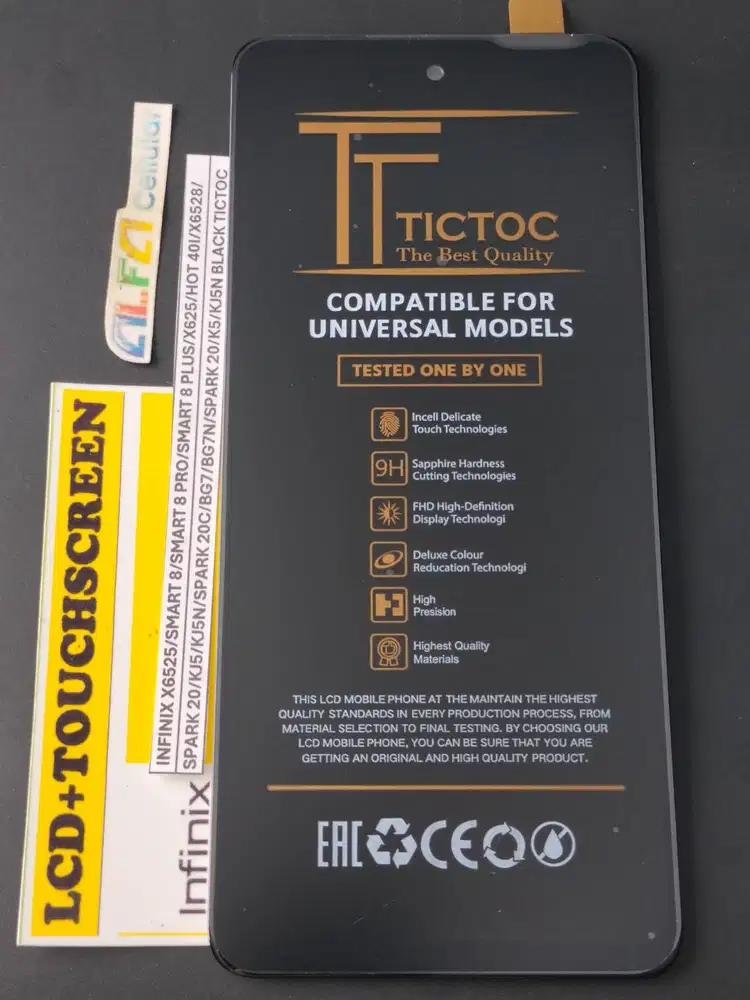 ALFA cellular
LCD+TOUCHSCREEN
Infinix
INFINIX X6525/SMART 8/SMART 8 PRO/SMART 8 PLUS/X625/HOT 40I/X6528/
SPARK 20/KJ5/KJ5N/SPARK 20C/BG7/BG7N/SPARK 20/K5/KJ5N BLACK TICTOC
TT
TICTOC
The Best Quality
COMPATIBLE FOR
UNIVERSAL MODELS
TESTED ONE BY ONE
Incell Delicate
Touch Technologies
9H
Sapphire Hardness
Cutting Technologies
FHD High-Definition
Display Technologi
Deluxe Colour
Reducation Technologi
High
Precision
Highest Quality
Materials
THIS LCD MOBILE PHONE AT THE MAINTAIN THE HIGHEST
QUALITY STANDARDS IN EVERY PRODUCTION PROCESS, FROM
MATERIAL SELECTION TO FINAL TESTING. BY CHOOSING OUR
LCD MOBILE PHONE, YOU CAN BE SURE THAT YOU ARE
GETTING AN ORIGINAL AND HIGH QUALITY PRODUCT.
EAC CE